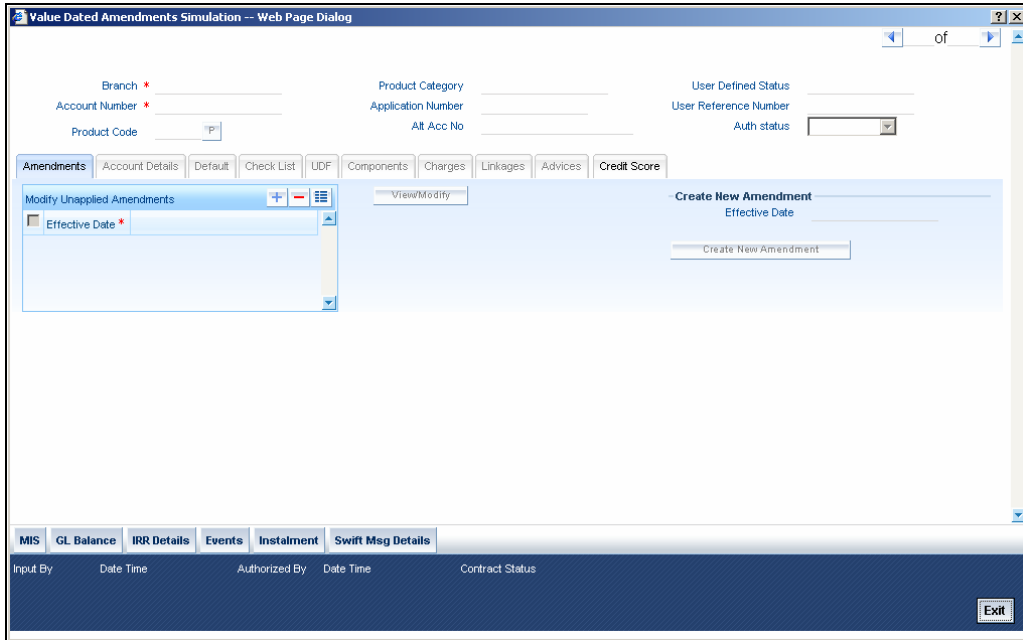 Value Dated Amendments Simulation -- Web Page Dialog
of
Branch * Product Category User Defined Status
Account Number * Application Number User Reference Number
Product Code P Alt Acc No Auth status
Amendments Account Details Default Check List UDF Components Charges Linkages Advices Credit Score
Modify Unapplied Amendments View/Modify Create New Amendment
Effective Date * Effective Date
Create New Amendment
MIS GL Balance IRR Details Events Instalment Swift Msg Details
Input By Date Time Authorized By Date Time Contract Status
Exit